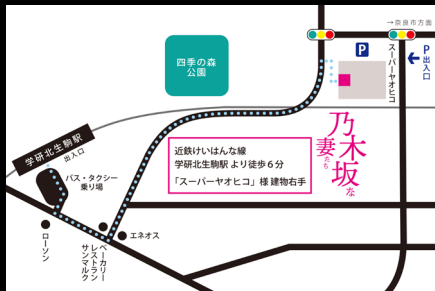 →奈良市方面
P
スーパーヤオヒコ
P出入口
四季の森
公園
乃木坂な
妻たち
学研北生駒駅
出入口
バス・タクシー
乗り場
近鉄けいはんな線
学研北生駒駅 より徒歩6分
「スーパーヤオヒコ」様 建物右手
ローソン
ベーカリー
レストラン
サンマルク
エネオス